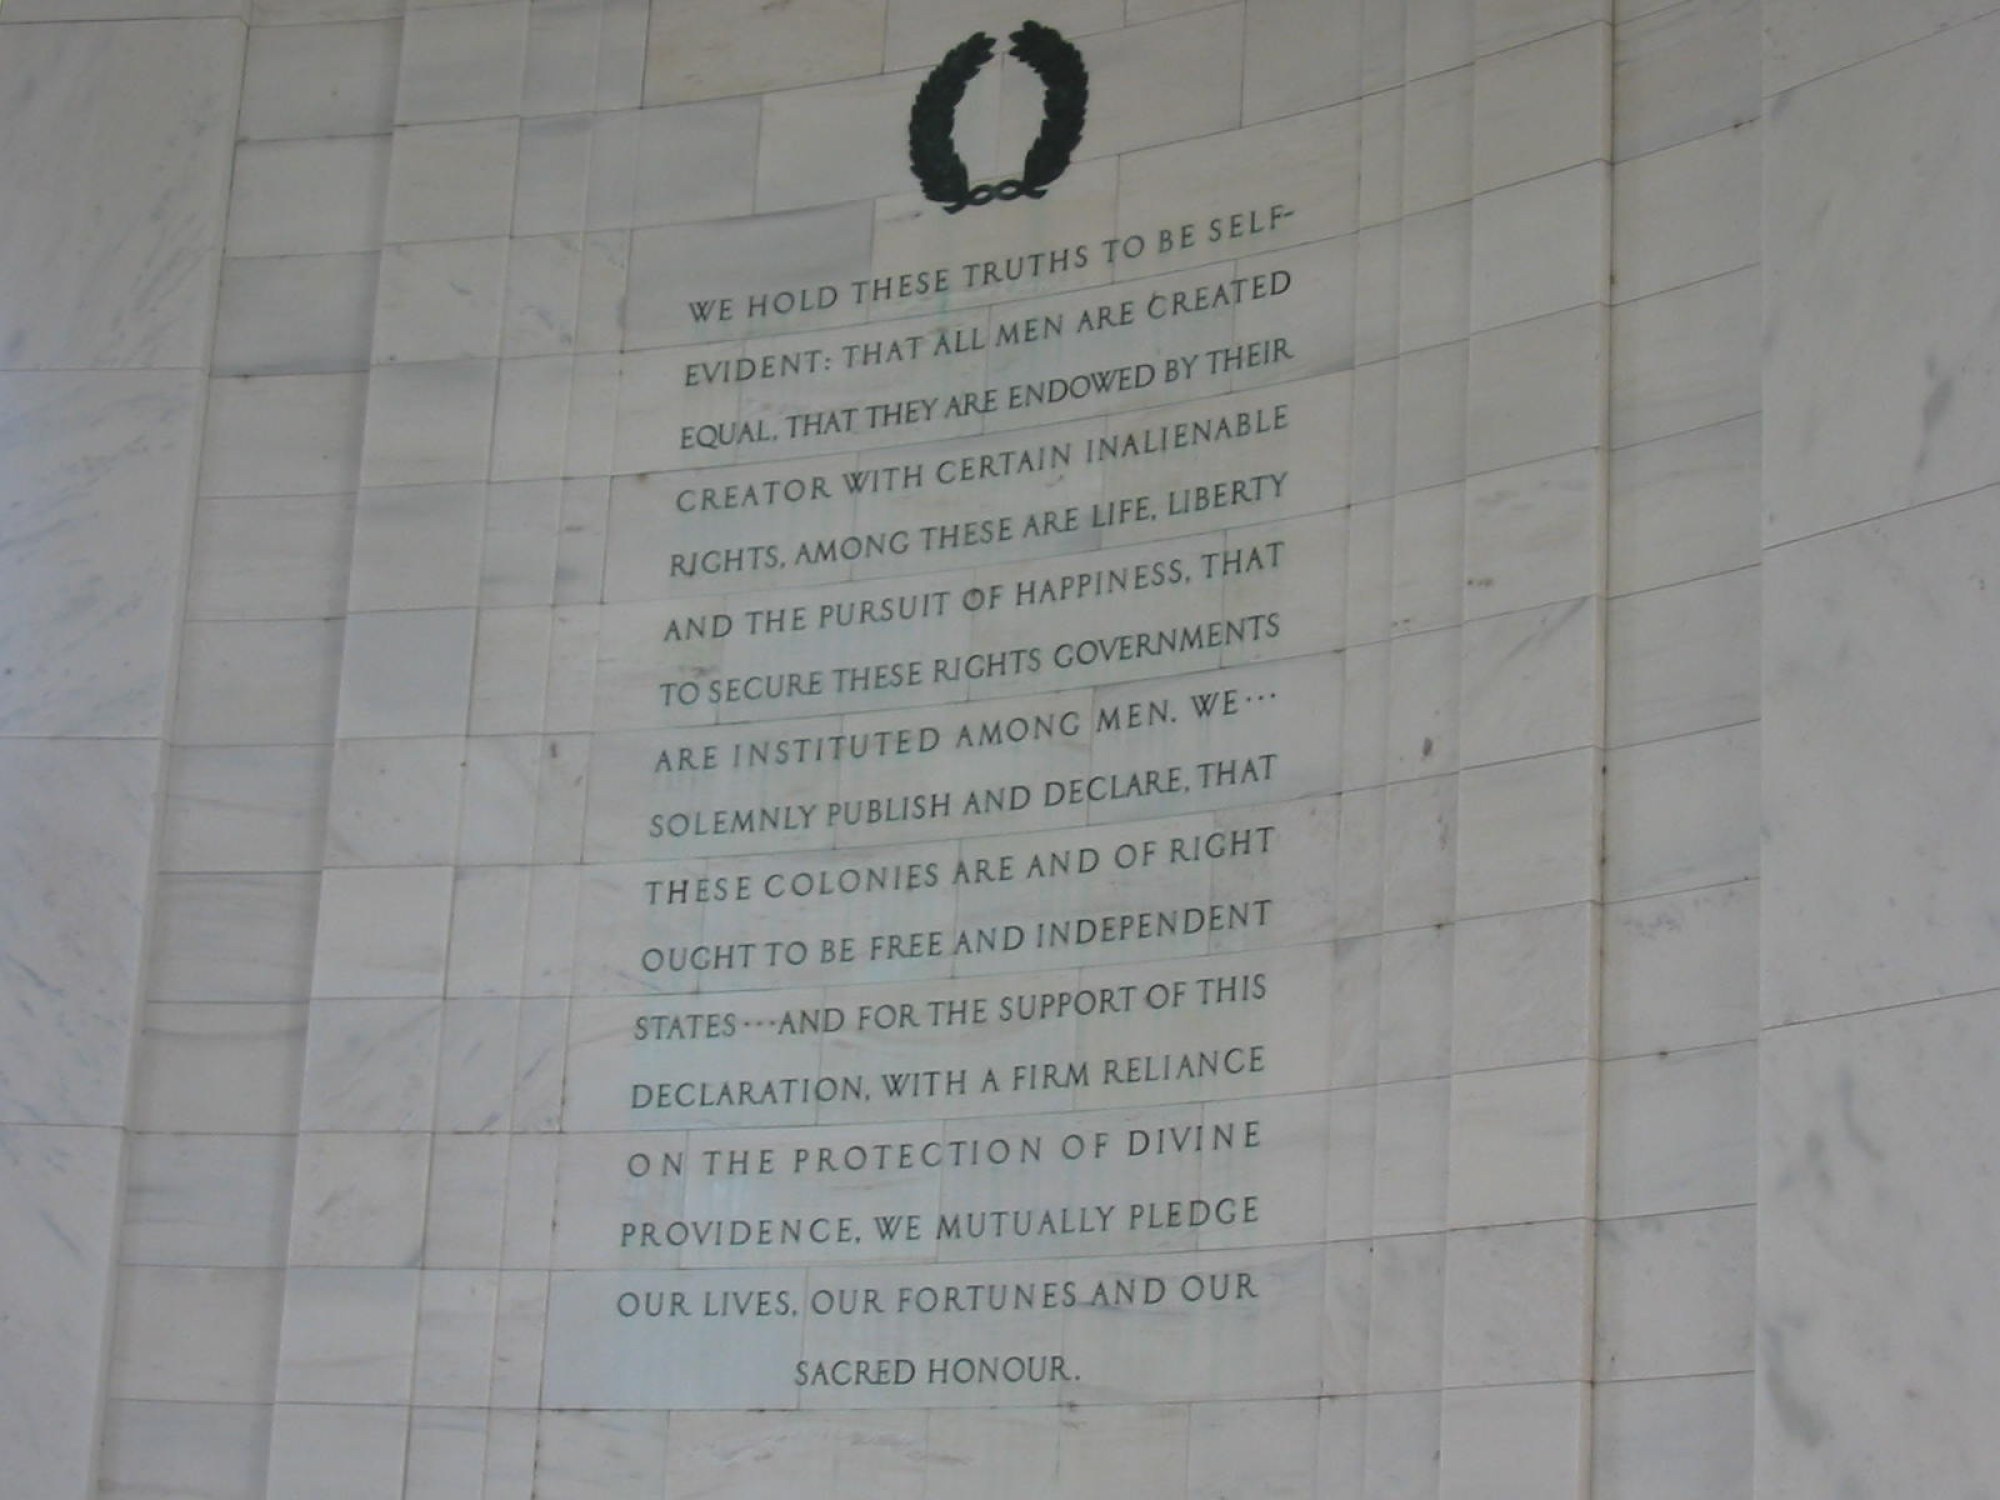 WE HOLD THESE TRUTHS TO BE SELF-
EVIDENT: THAT ALL MEN ARE CREATED
EQUAL, THAT THEY ARE ENDOWED BY THEIR
CREATOR WITH CERTAIN INALIENABLE
RIGHTS, AMONG THESE ARE LIFE, LIBERTY
AND THE PURSUIT OF HAPPINESS, THAT
TO SECURE THESE RIGHTS GOVERNMENTS
ARE INSTITUTED AMONG MEN. WE···
SOLEMNLY PUBLISH AND DECLARE, THAT
THESE COLONIES ARE AND OF RIGHT
OUGHT TO BE FREE AND INDEPENDENT
STATES···AND FOR THE SUPPORT OF THIS
DECLARATION, WITH A FIRM RELIANCE
ON THE PROTECTION OF DIVINE
PROVIDENCE, WE MUTUALLY PLEDGE
OUR LIVES, OUR FORTUNES AND OUR
SACRED HONOUR.